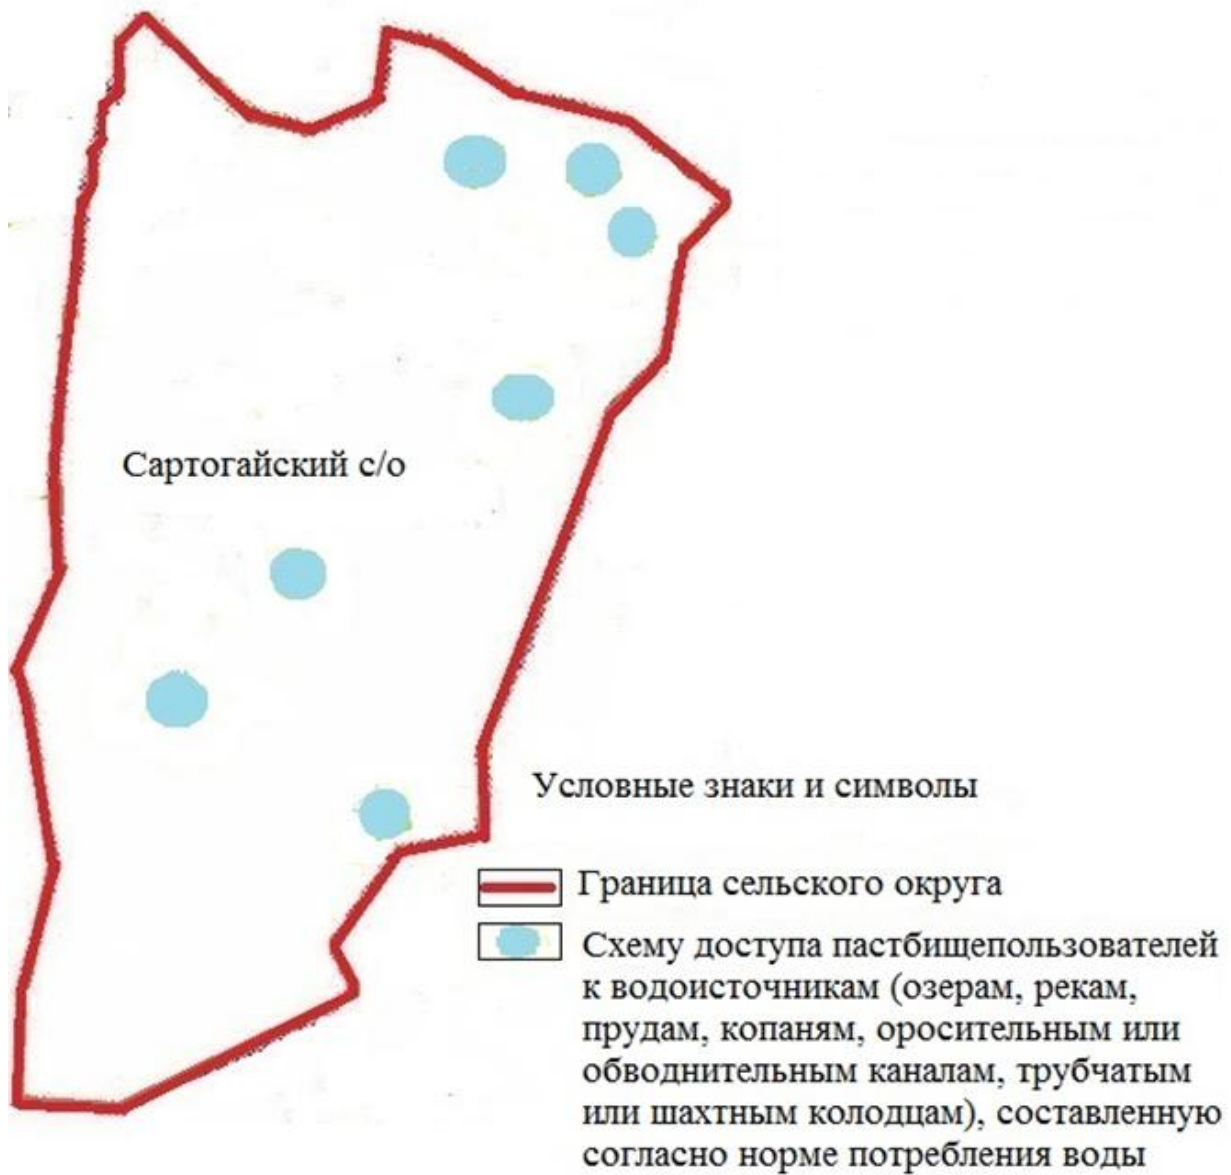 Сартогайский с/о
Условные знаки и символы
Граница сельского округа
Схему доступа пастбищепользователей
к водоисточникам (озерам, рекам,
прудам, копаням, оросительным или
обводнительным каналам, трубчатым
или шахтным колодцам), составленную
согласно норме потребления воды